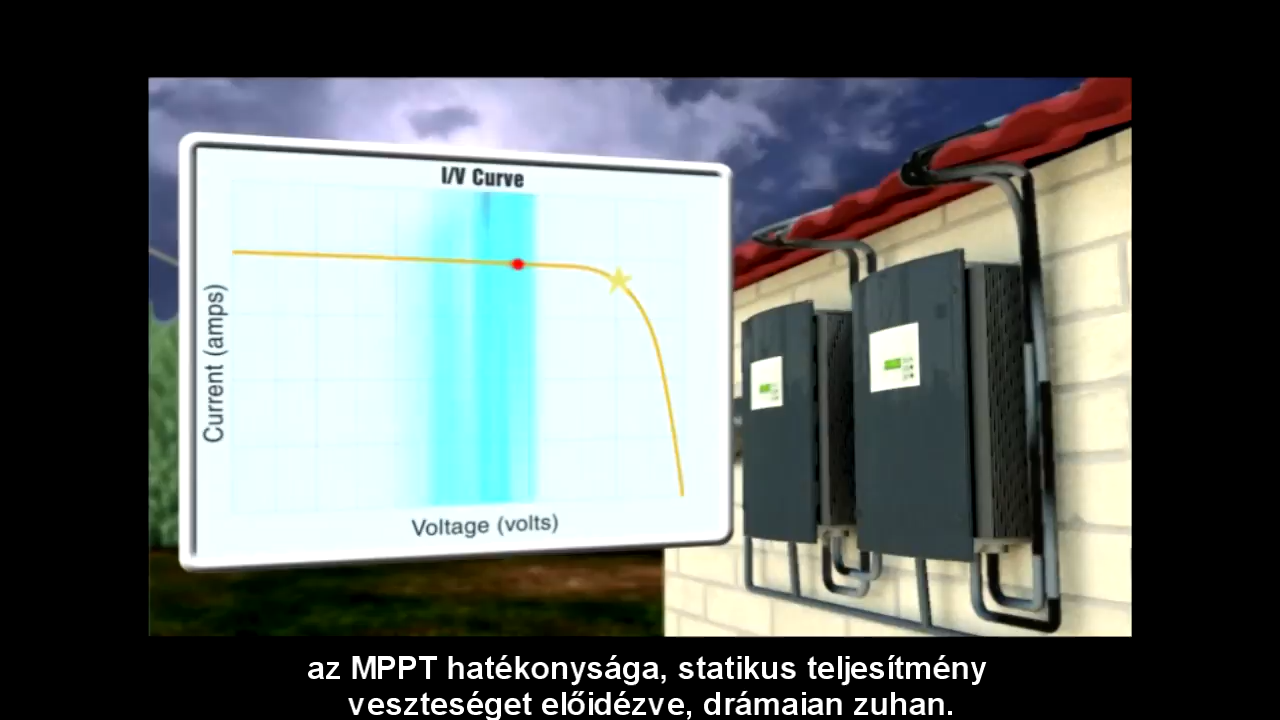 I/V Curve
Current (amps)
Voltage (volts)
az MPPT hatékonysága, statikus teljesítmény
veszteséget előidézve, drámaian zuhan.